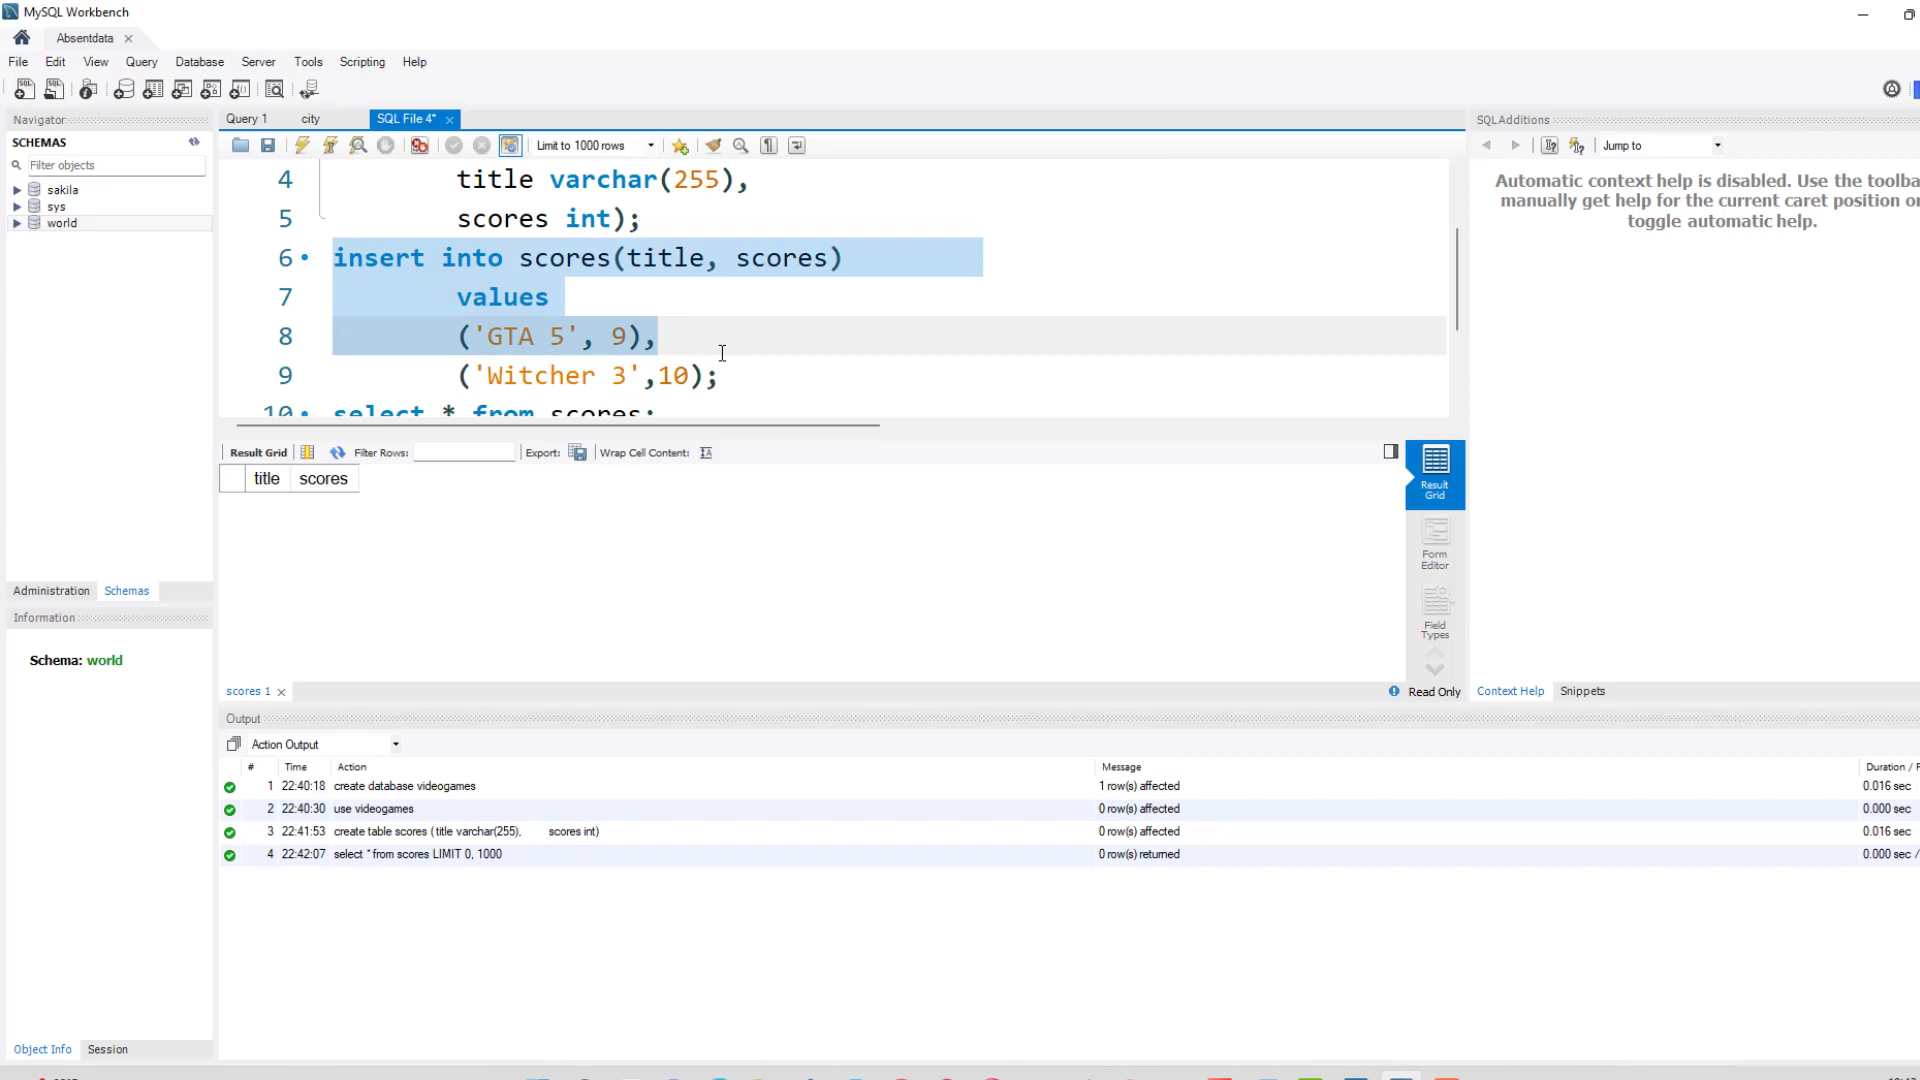 MySQL Workbench
Absentdata
File Edit View Query Database Server Tools Scripting Help
Navigator
SCHEMAS
Filter objects
sakila
sys
world
Administration Schemas
Information
Schema: world
Object Info Session
Query 1 city SQL File 4*
Limit to 1000 rows
4 title varchar(255),
5 scores int);
6 insert into scores(title, scores)
7 values
8 ('GTA 5', 9),
9 ('Witcher 3',10);
10 select * from scores;
Result Grid Filter Rows: Export: Wrap Cell Content:
title scores
Result Grid
Form Editor
Field Types
scores 1
Read Only
SQLAdditions
Jump to
Automatic context help is disabled. Use the toolba
manually get help for the current caret position or
toggle automatic help.
Context Help Snippets
Output
Action Output
# Time Action Message Duration / F
1 22:40:18 create database videogames 1 row(s) affected 0.016 sec
2 22:40:30 use videogames 0 row(s) affected 0.000 sec
3 22:41:53 create table scores ( title varchar(255), scores int) 0 row(s) affected 0.016 sec
4 22:42:07 select * from scores LIMIT 0, 1000 0 row(s) returned 0.000 sec /